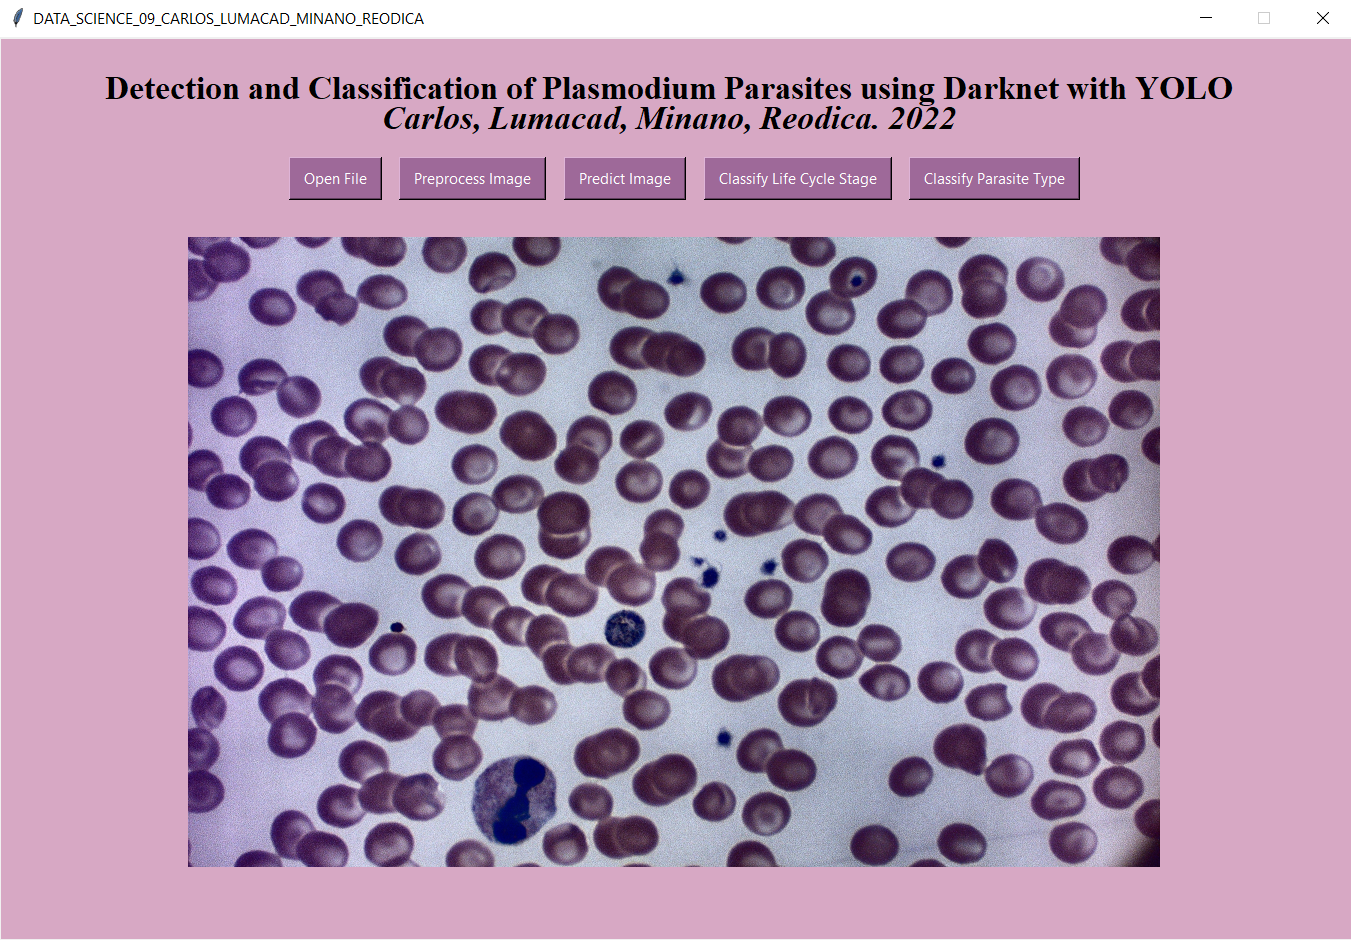 DATA_SCIENCE_09_CARLOS_LUMACAD_MINANO_REODICA
Detection and Classification of Plasmodium Parasites using Darknet with YOLO
Carlos, Lumacad, Minano, Reodica. 2022
Open File
Preprocess Image
Predict Image
Classify Life Cycle Stage
Classify Parasite Type